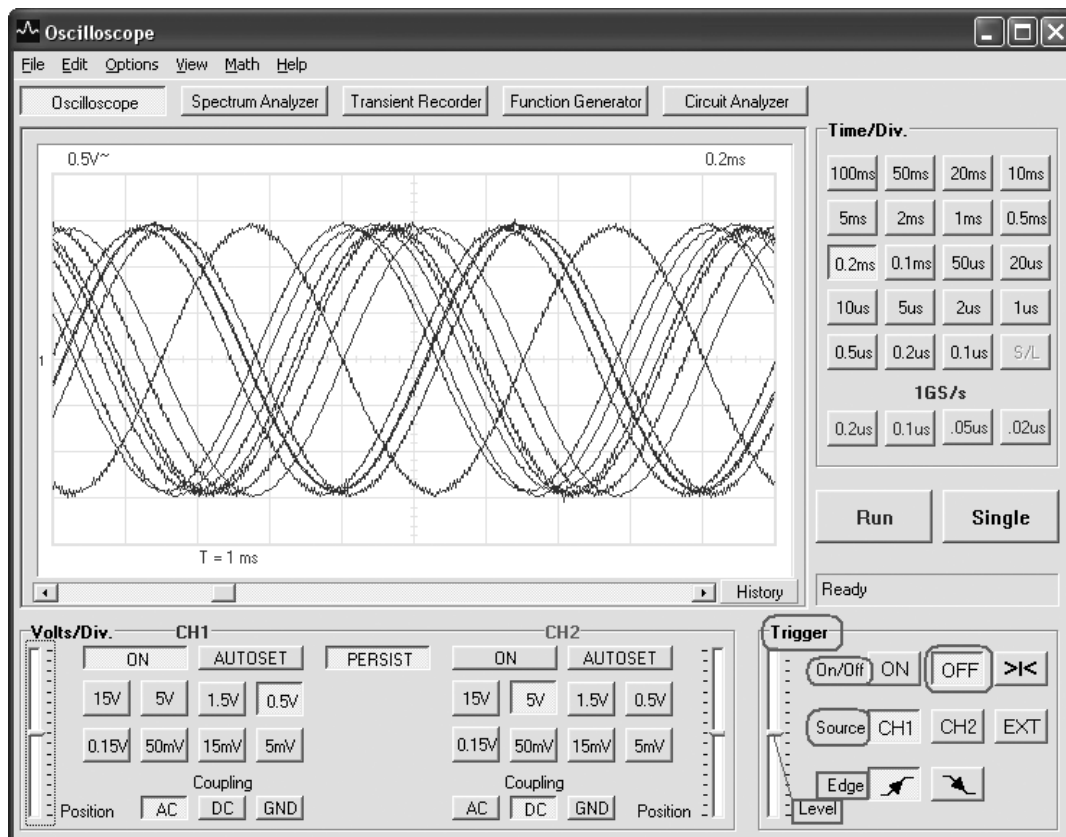 Oscilloscope
File Edit Options View Math Help
Oscilloscope Spectrum Analyzer Transient Recorder Function Generator Circuit Analyzer
0.5V~ 0.2ms
1
T = 1 ms
History
Time/Div.
100ms 50ms 20ms 10ms
5ms 2ms 1ms 0.5ms
0.2ms 0.1ms 50us 20us
10us 5us 2us 1us
0.5us 0.2us 0.1us S/L
1GS/s
0.2us 0.1us .05us .02us
Run Single
Ready
Volts/Div. CH1 CH2
ON AUTOSET PERSIST ON AUTOSET
15V 5V 1.5V 0.5V 15V 5V 1.5V 0.5V
0.15V 50mV 15mV 5mV 0.15V 50mV 15mV 5mV
Coupling Coupling
Position AC DC GND AC DC GND Position
Trigger
On/Off ON OFF >I<
Source CH1 CH2 EXT
Edge
Level